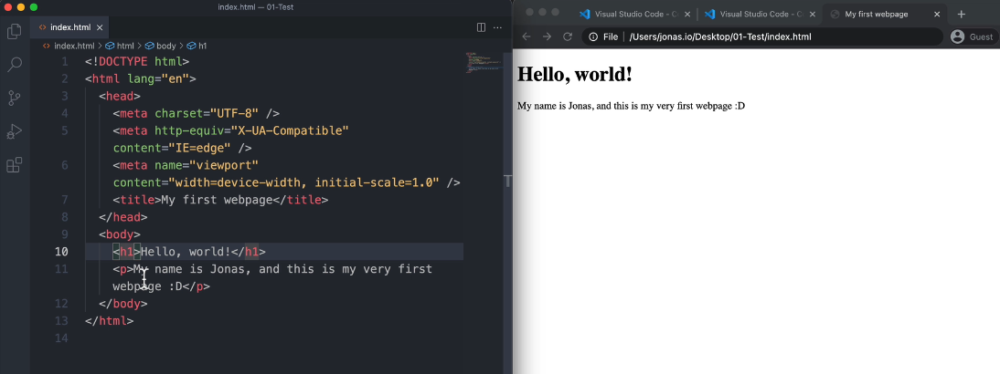 index.html — 01-Test
index.html
index.html > html > body > h1
1 <!DOCTYPE html>
2 <html lang="en">
3 <head>
4 <meta charset="UTF-8" />
5 <meta http-equiv="X-UA-Compatible"
content="IE=edge" />
6 <meta name="viewport"
content="width=device-width, initial-scale=1.0" />
7 <title>My first webpage</title>
8 </head>
9 <body>
10 <h1>Hello, world!</h1>
11 <p>My name is Jonas, and this is my very first
webpage :D</p>
12 </body>
13 </html>
14
Visual Studio Code - C
Visual Studio Code - C
My first webpage
File | /Users/jonas.io/Desktop/01-Test/index.html
Guest
Hello, world!
My name is Jonas, and this is my very first webpage :D
T